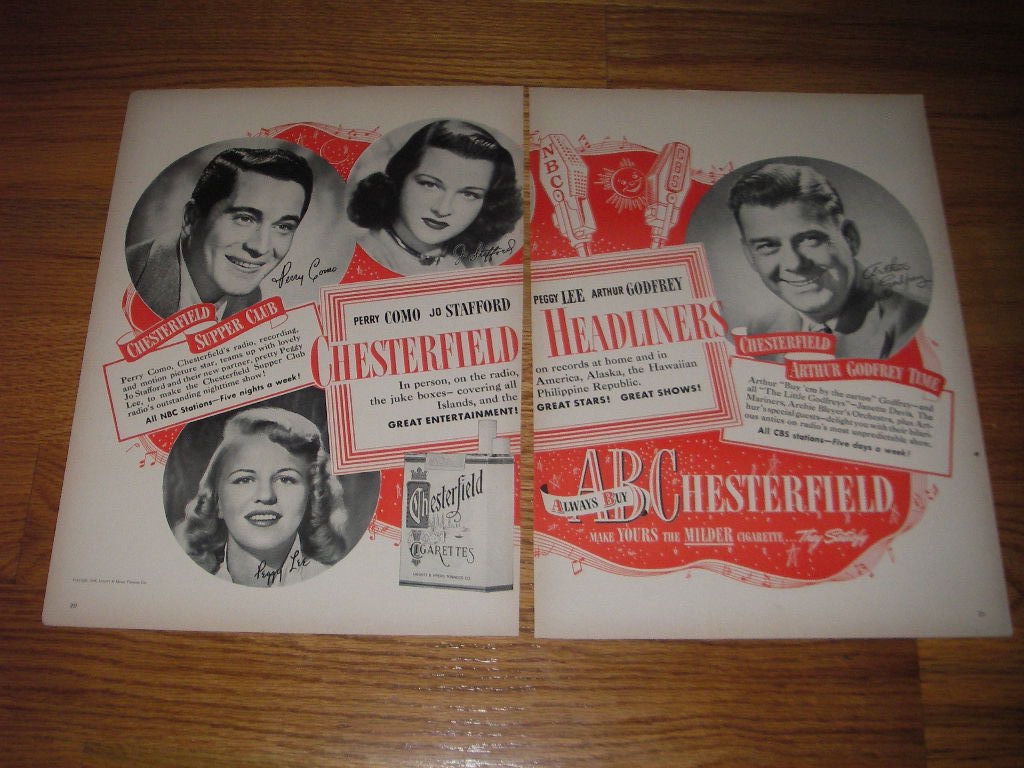 Perry Como
Jo Stafford
CHESTERFIELD
SUPPER CLUB
Perry Como, Chesterfield's radio, recording,
and motion picture star, teams up with lovely
Jo Stafford and their new partner, pretty Peggy
Lee, to make the Chesterfield Supper Club
radio's outstanding nighttime show!
All NBC Stations—Five nights a week!
PERRY COMO JO STAFFORD
CHESTERFIELD
In person, on the radio,
the juke boxes—covering all
Islands, and the
GREAT ENTERTAINMENT!
Peggy Lee
Chesterfield
CIGARETTES
LIGGETT & MYERS TOBACCO CO.
NBC
CBS
PEGGY LEE ARTHUR GODFREY
HEADLINERS
on records at home and in
America, Alaska, the Hawaiian
Philippine Republic.
GREAT STARS! GREAT SHOWS!
Arthur Godfrey
CHESTERFIELD
ARTHUR GODFREY TIME
Arthur "Buy 'em by the carton" Godfrey—and
all "The Little Godfreys"—Janette Davis, The
Mariners, Archie Bleyer's Orchestra, plus Art-
hur's special guests—delight you with their hilari-
ous antics on radio's most unpredictable show.
All CBS stations—Five days a week!
ALWAYS BUY
ABCHESTERFIELD
MAKE YOURS THE MILDER CIGARETTE... They Satisfy